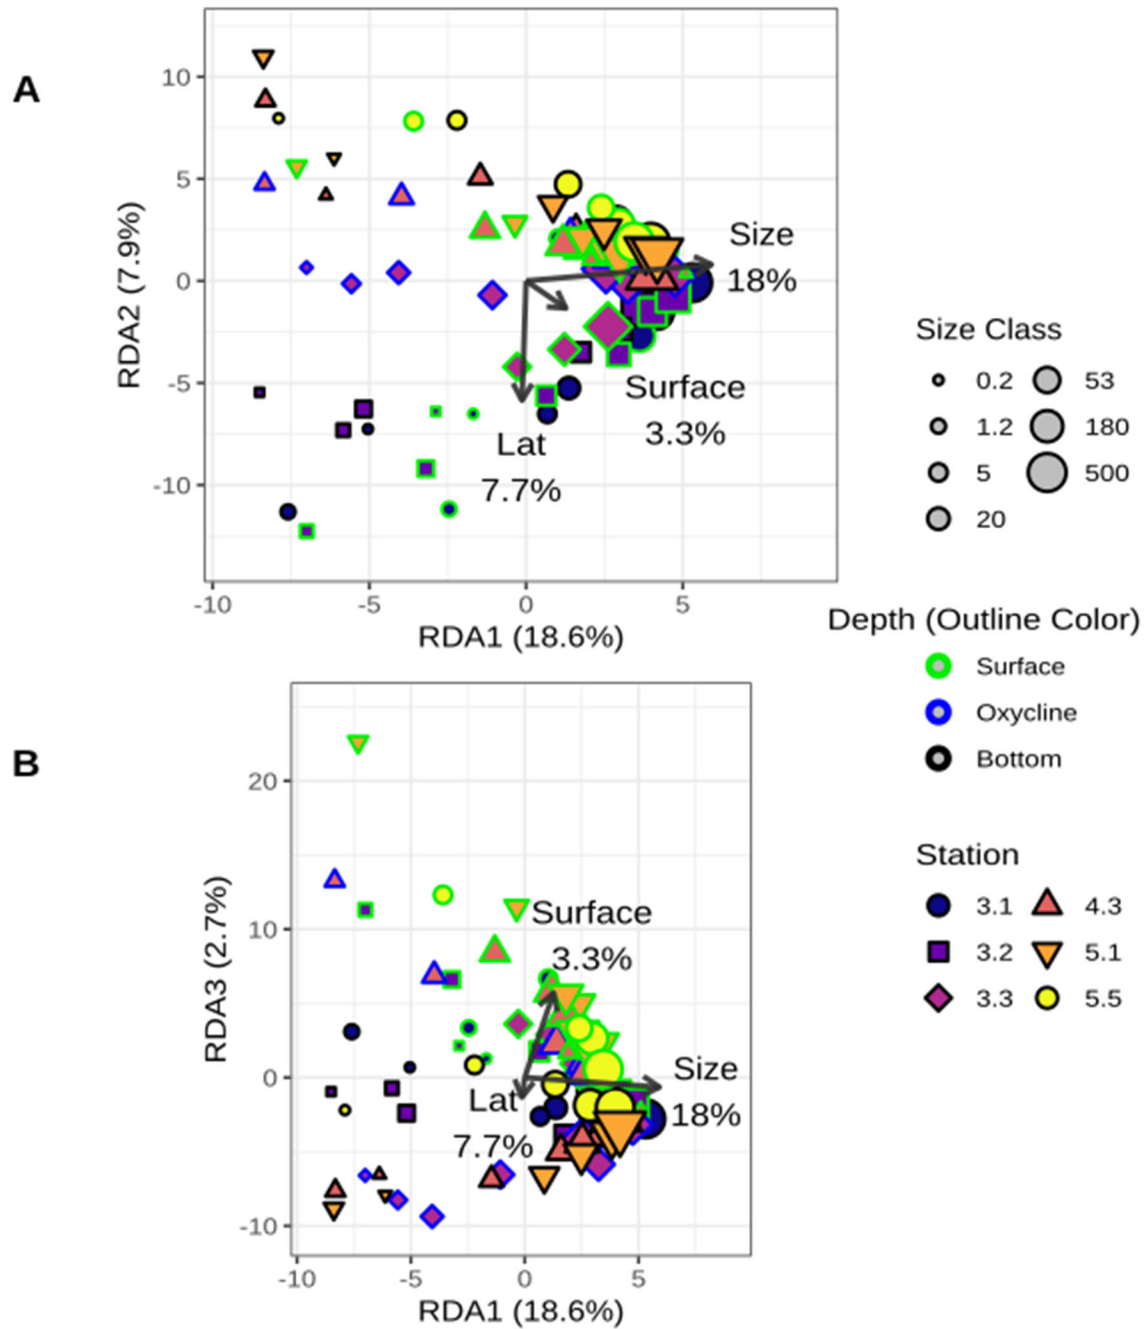 A
10
5
0
-5
-10
RDA2 (7.9%)
Size
18%
Surface
3.3%
Lat
7.7%
-10
-5
0
5
RDA1 (18.6%)
Size Class
0.2
53
1.2
180
5
500
20
Depth (Outline Color)
Surface
Oxycline
Bottom
Station
3.1
4.3
3.2
5.1
3.3
5.5
B
20
10
0
-10
RDA3 (2.7%)
Surface
3.3%
Size
18%
Lat
7.7%
-10
-5
0
5
RDA1 (18.6%)